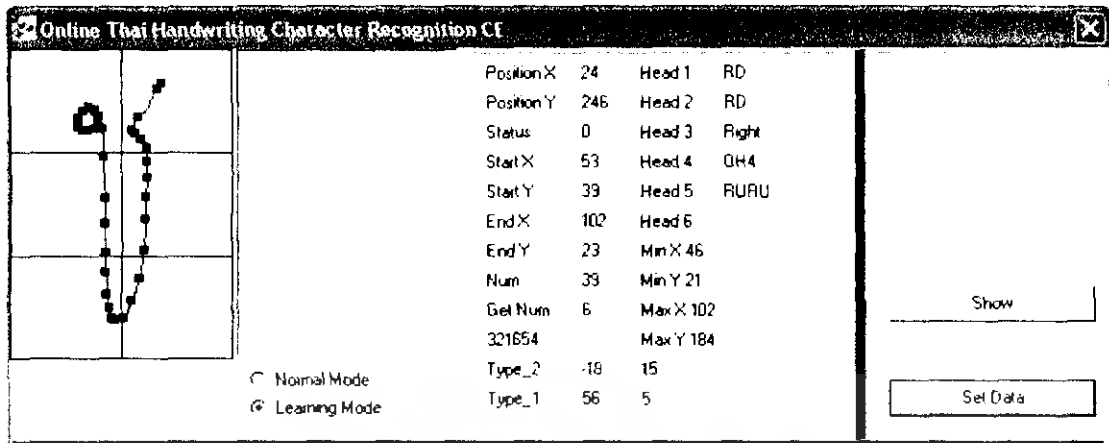 Online Thai Handwriting Character Recognition CE
Position X 24 Head 1 RD
Position Y 246 Head 2 RD
Status 0 Head 3 Right
Start X 53 Head 4 QH4
Start Y 39 Head 5 RURU
End X 102 Head 6
End Y 23 Min X 46
Num 39 Min Y 21
Get Num 6 Max X 102
321654 Max Y 184
Type_2 -18 15
Type_1 56 5
Normal Mode
Learning Mode
Show
Set Data